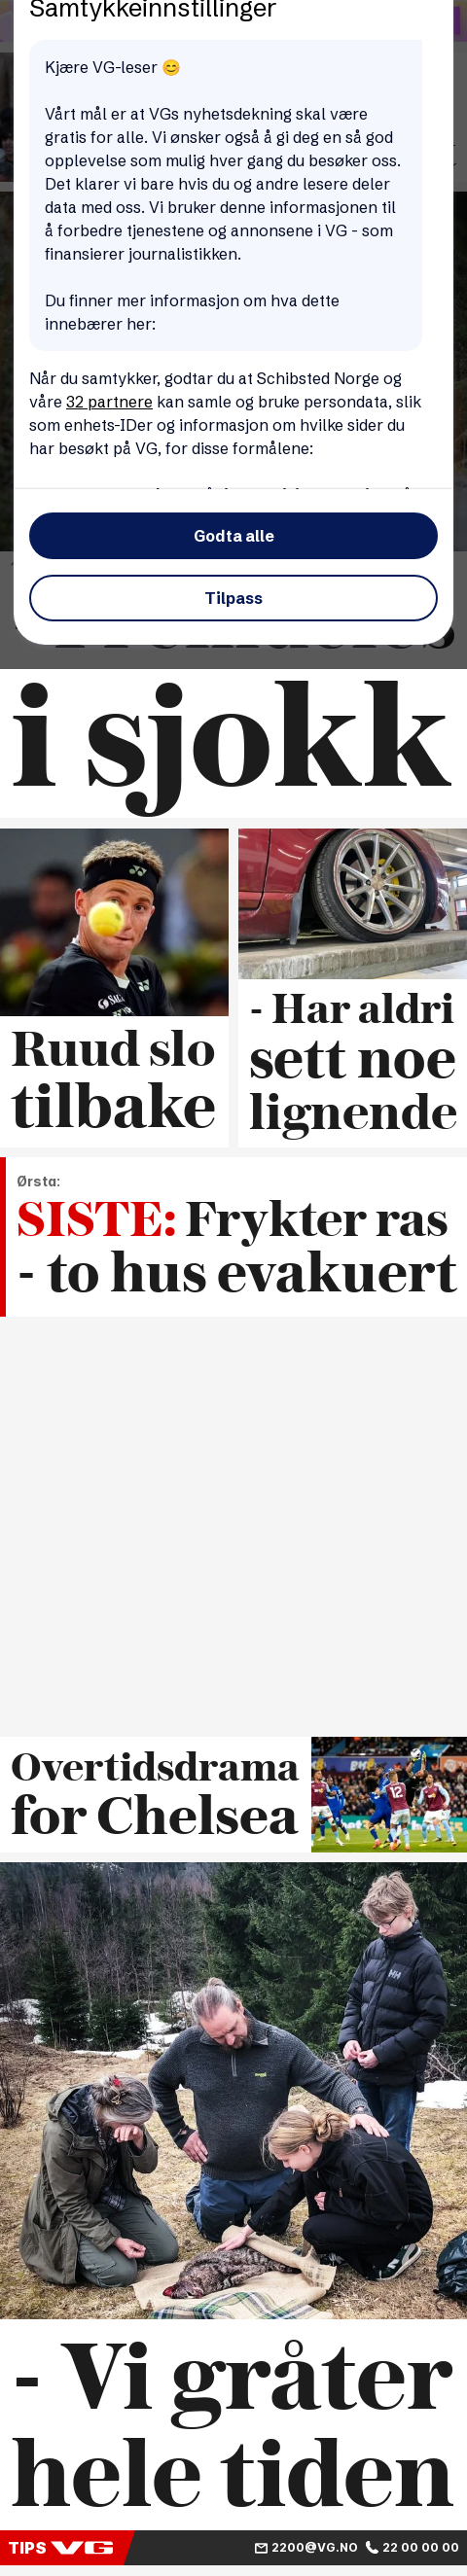 Samtykkeinnstillinger
Kjære VG-leser 😊
Vårt mål er at VGs nyhetsdekning skal være
gratis for alle. Vi ønsker også å gi deg en så god
opplevelse som mulig hver gang du besøker oss.
Det klarer vi bare hvis du og andre lesere deler
data med oss. Vi bruker denne informasjonen til
å forbedre tjenestene og annonsene i VG - som
finansierer journalistikken.
Du finner mer informasjon om hva dette
innebærer her:
Når du samtykker, godtar du at Schibsted Norge og
våre 32 partnere kan samle og bruke persondata, slik
som enhets-IDer og informasjon om hvilke sider du
har besøkt på VG, for disse formålene:
Godta alle
Tilpass
i sjokk
Ruud slo
tilbake
- Har aldri
sett noe
lignende
Ørsta:
SISTE: Frykter ras
- to hus evakuert
Overtidsdrama
for Chelsea
- Vi gråter
hele tiden
TIPS VG 2200@VG.NO 22 00 00 00